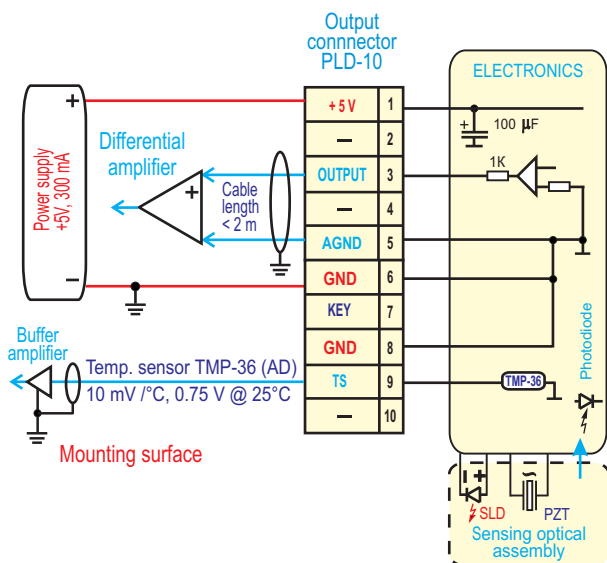 Output
connnector
PLD-10
ELECTRONICS
Power supply
+5V, 300 mA
+
−
+ 5 V 1
— 2
OUTPUT 3
— 4
AGND 5
GND 6
KEY 7
GND 8
TS 9
— 10
+
100 µF
1K
Differential
amplifier
+
Cable
length
< 2 m
Buffer
amplifier
Temp. sensor TMP-36 (AD)
10 mV /°C, 0.75 V @ 25°C
TMP-36
Photodiode
Mounting surface
− +
~
SLD
PZT
Sensing optical
assembly